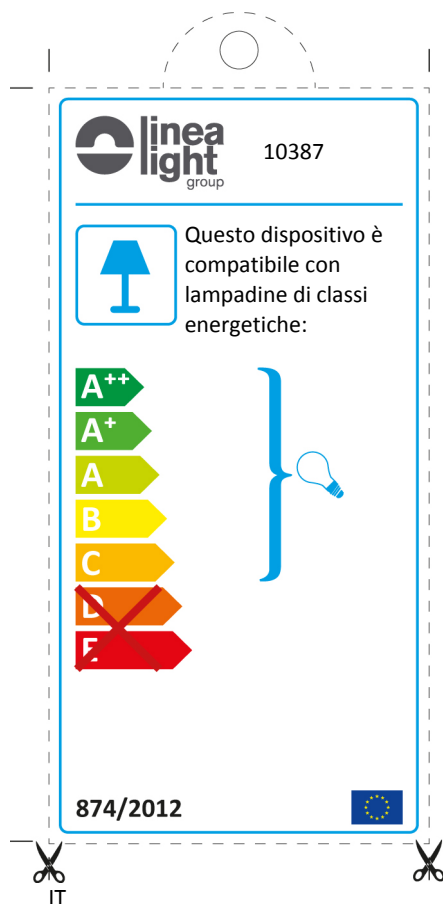 linea
light
group
10387
Questo dispositivo è
compatibile con
lampadine di classi
energetiche:
A++
A+
A
B
C
D
E
874/2012
IT